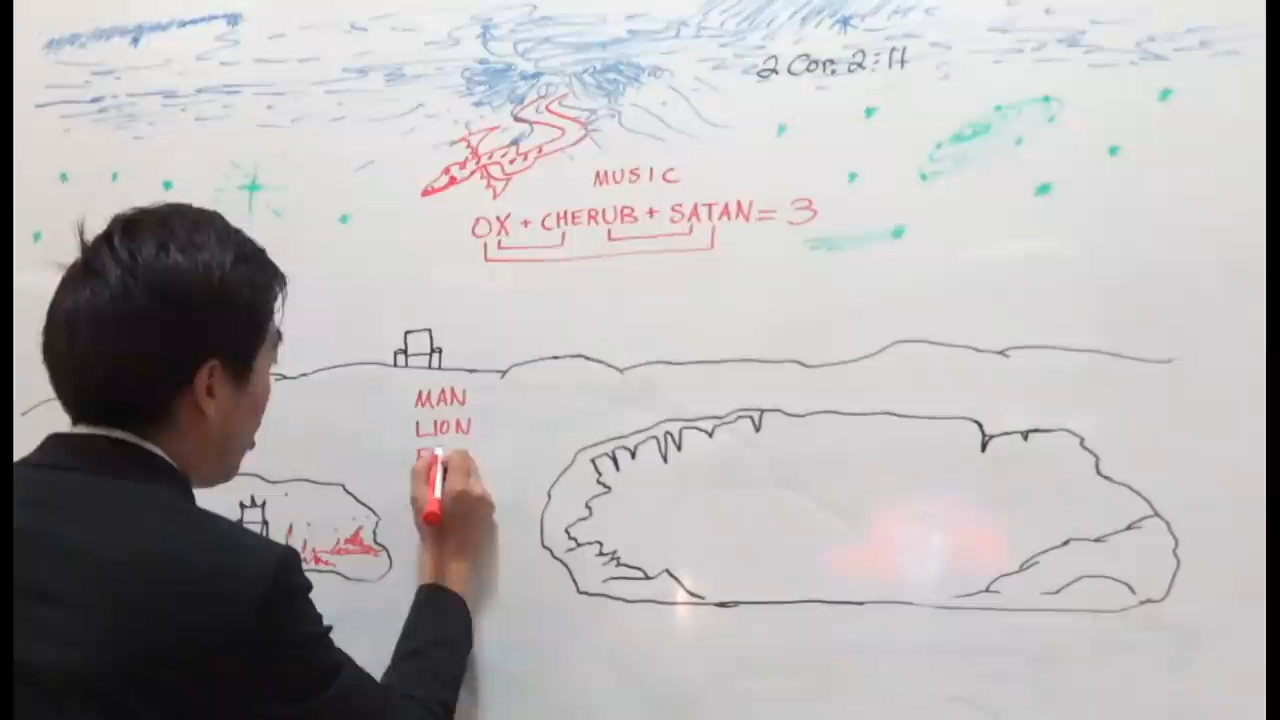 2 Cor. 2:11
MUSIC
OX + CHERUB + SATAN = 3
MAN
LION